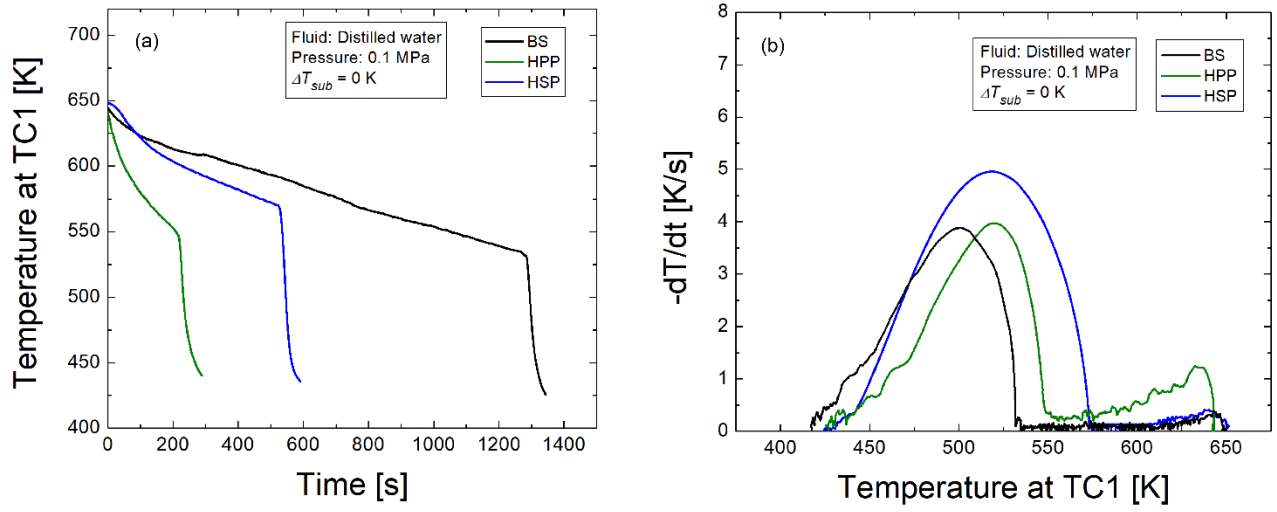 (a)
Fluid: Distilled water
Pressure: 0.1 MPa
ΔT_sub = 0 K
BS
HPP
HSP
Temperature at TC1 [K]
700
650
600
550
500
450
400
0 200 400 600 800 1000 1200 1400
Time [s]
(b)
Fluid: Distilled water
Pressure: 0.1 MPa
ΔT_sub = 0 K
BS
HPP
HSP
-dT/dt [K/s]
8
7
6
5
4
3
2
1
0
400 450 500 550 600 650
Temperature at TC1 [K]